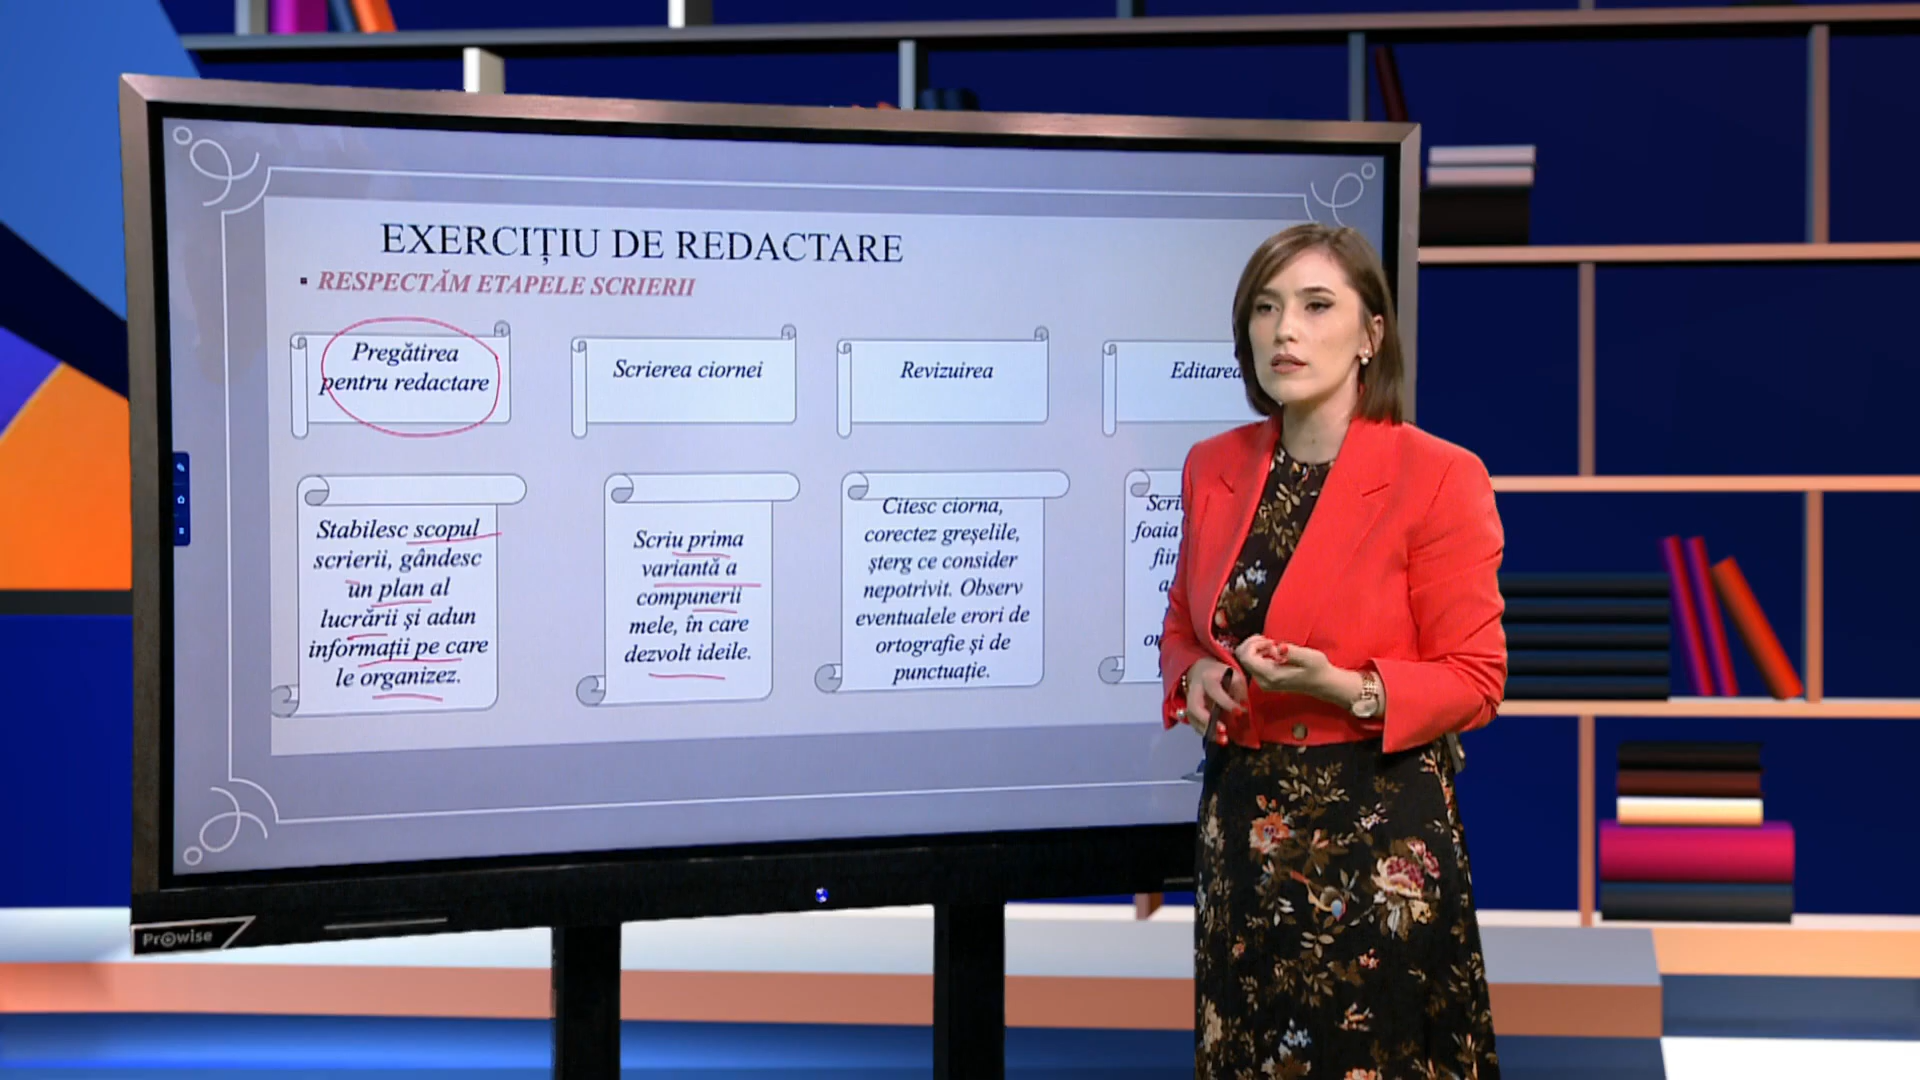 EXERCIȚIU DE REDACTARE
RESPECTĂM ETAPELE SCRIERII
Pregătirea
pentru redactare
Scrierea ciornei
Revizuirea
Editarea
Stabilesc scopul
scrierii, gândesc
un plan al
lucrării și adun
informații pe care
le organizez.
Scriu prima
variantă a
compunerii
mele, în care
dezvolt ideile.
Citesc ciorna,
corectez greșelile,
șterg ce consider
nepotrivit. Observ
eventualele erori de
ortografie și de
punctuație.
foaia
Prowise